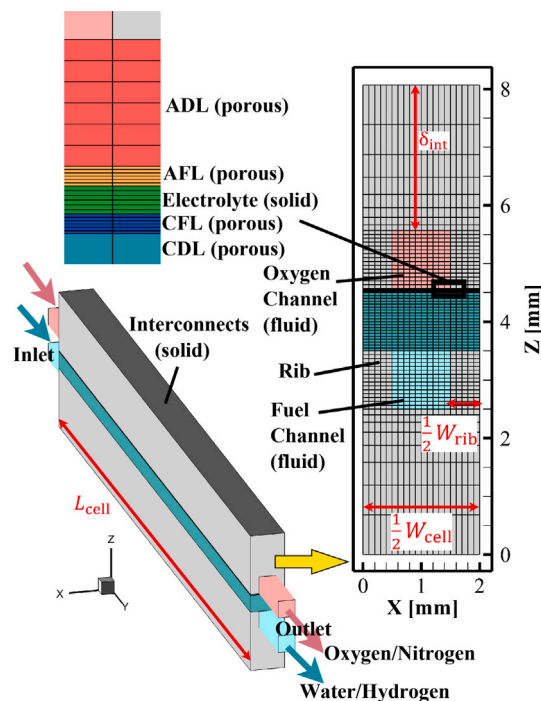 ADL (porous)
AFL (porous)
Electrolyte (solid)
CFL (porous)
CDL (porous)
Inlet
Interconnects
(solid)
L_cell
Z
X
Y
Outlet
Oxygen/Nitrogen
Water/Hydrogen
δ_int
Oxygen
Channel
(fluid)
Rib
Fuel
Channel
(fluid)
1/2 W_rib
1/2 W_cell
8
6
4
2
0
Z [mm]
0 1 2
X [mm]